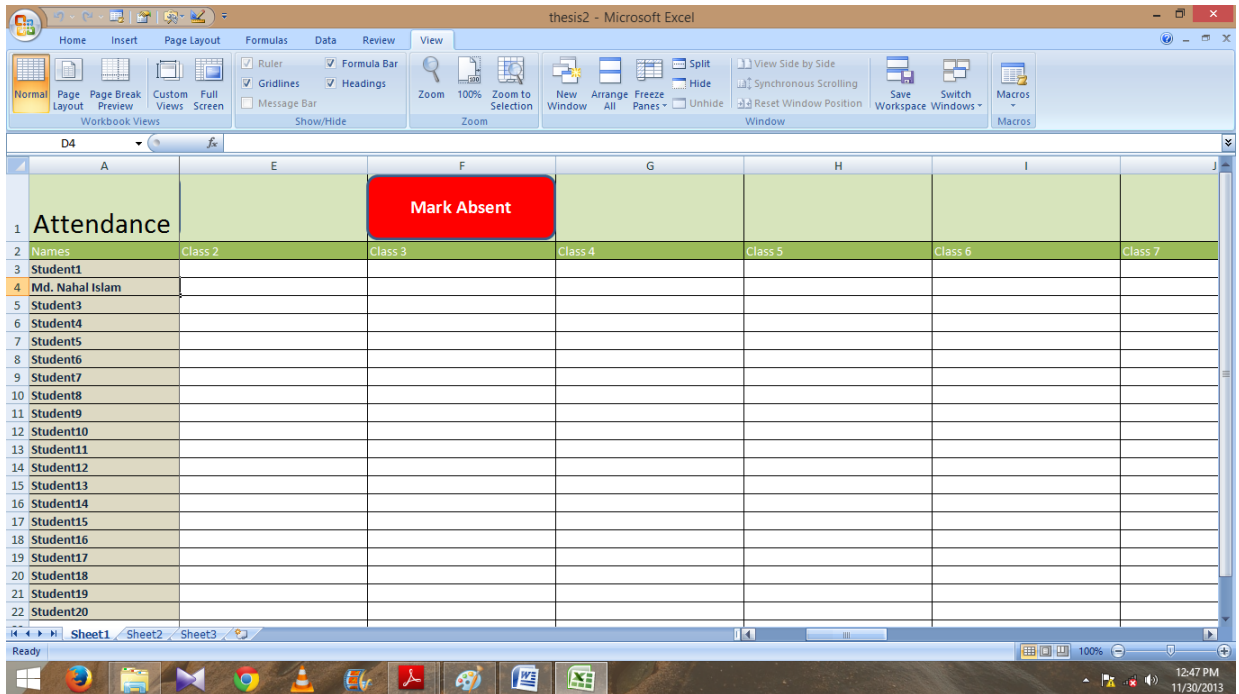 thesis2 - Microsoft Excel
Home Insert Page Layout Formulas Data Review View
Ruler Formula Bar Split View Side by Side
Gridlines Headings Hide Synchronous Scrolling
Message Bar Unhide Reset Window Position
Normal Page Layout Page Break Preview Custom Views Full Screen Zoom 100% Zoom to Selection New Window Arrange All Freeze Panes Save Workspace Switch Windows Macros
Workbook Views Show/Hide Zoom Window Macros
D4 fx
A E F G H I J
1 Attendance Mark Absent
2 Names Class 2 Class 3 Class 4 Class 5 Class 6 Class 7
3 Student1
4 Md. Nahal Islam
5 Student3
6 Student4
7 Student5
8 Student6
9 Student7
10 Student8
11 Student9
12 Student10
13 Student11
14 Student12
15 Student13
16 Student14
17 Student15
18 Student16
19 Student17
20 Student18
21 Student19
22 Student20
Sheet1 Sheet2 Sheet3
Ready 100%
12:47 PM
11/30/2013